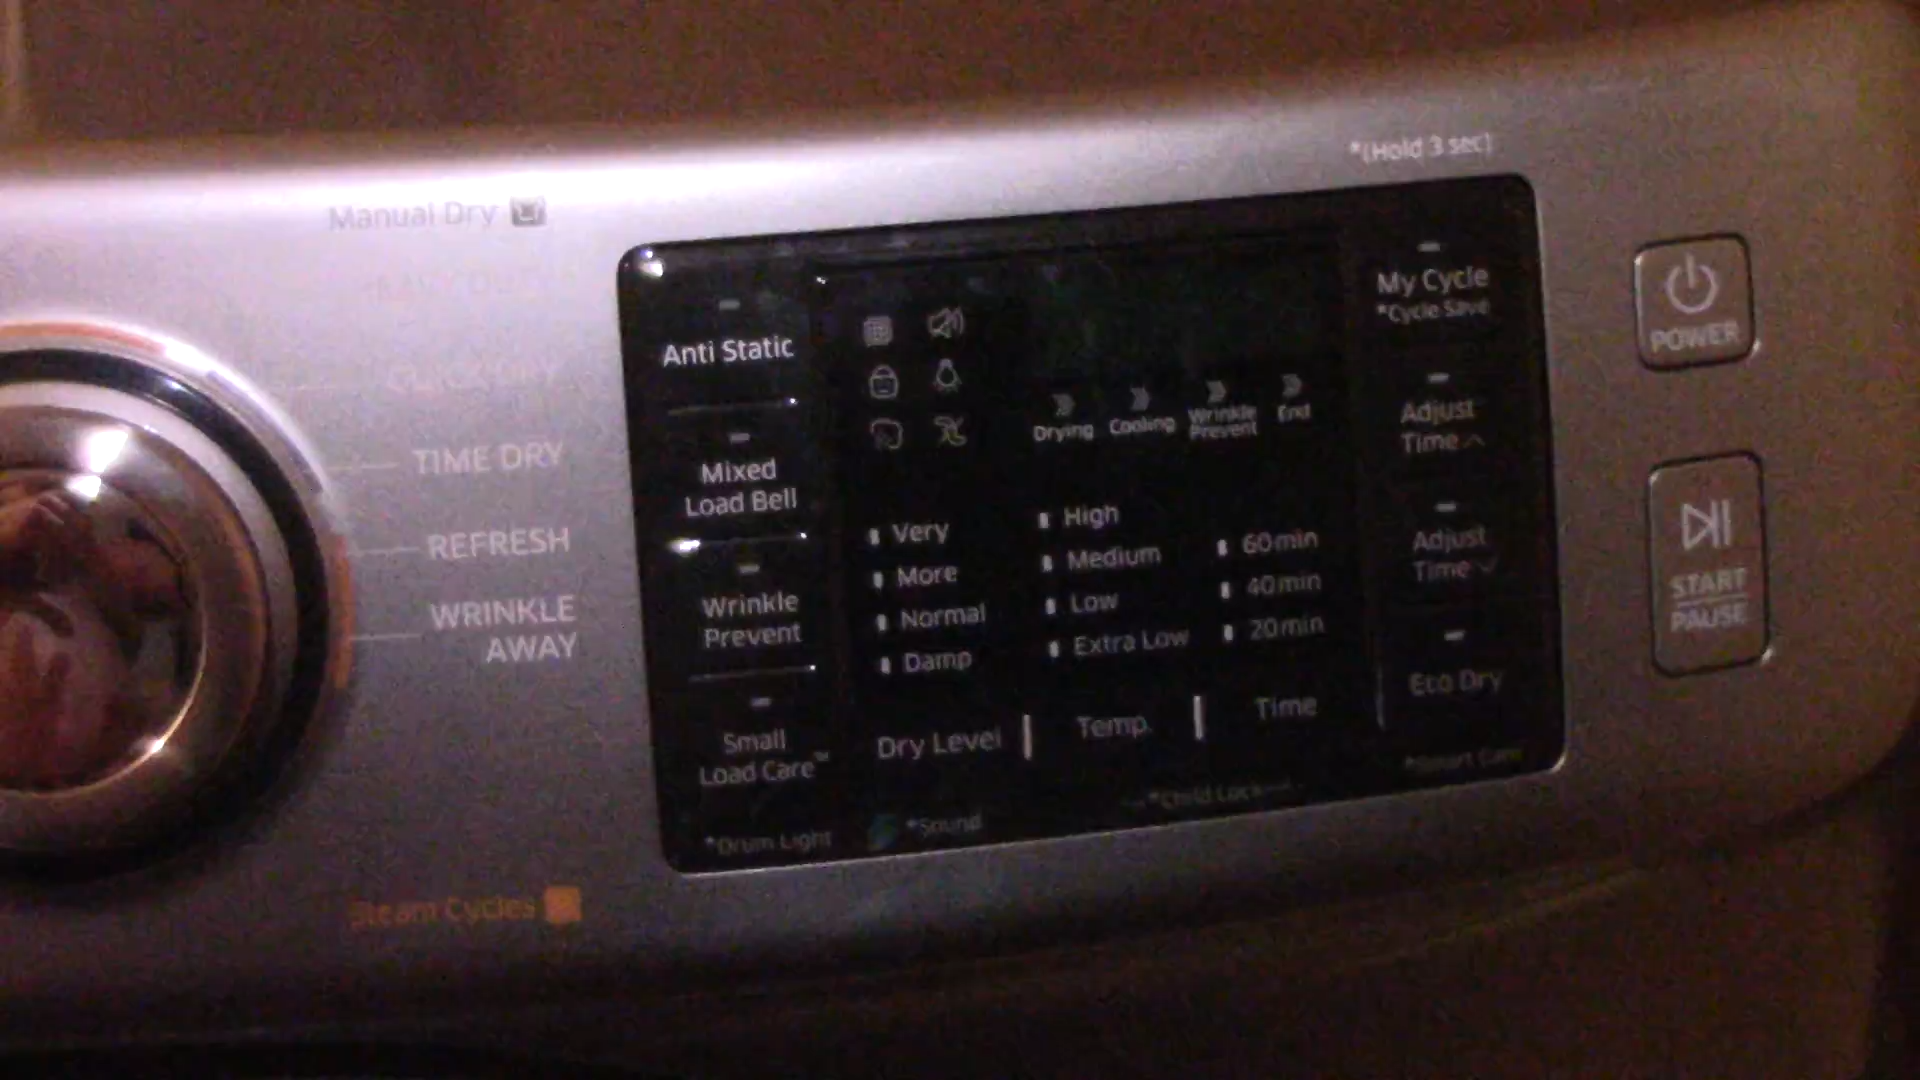 *(Hold 3 sec)
Manual Dry
TIME DRY
REFRESH
WRINKLE
AWAY
Steam Cycles
Anti Static
Mixed
Load Bell
Wrinkle
Prevent
Small
Load Care™
*Drum Light
Drying
Cooling
Wrinkle
Prevent
End
Very
More
Normal
Damp
Dry Level
*Sound
High
Medium
Low
Extra Low
Temp.
60min
40min
20min
Time
*Child Lock
My Cycle
*Cycle Save
Adjust
Time
Adjust
Time
Eco Dry
*Smart Care
POWER
START
PAUSE